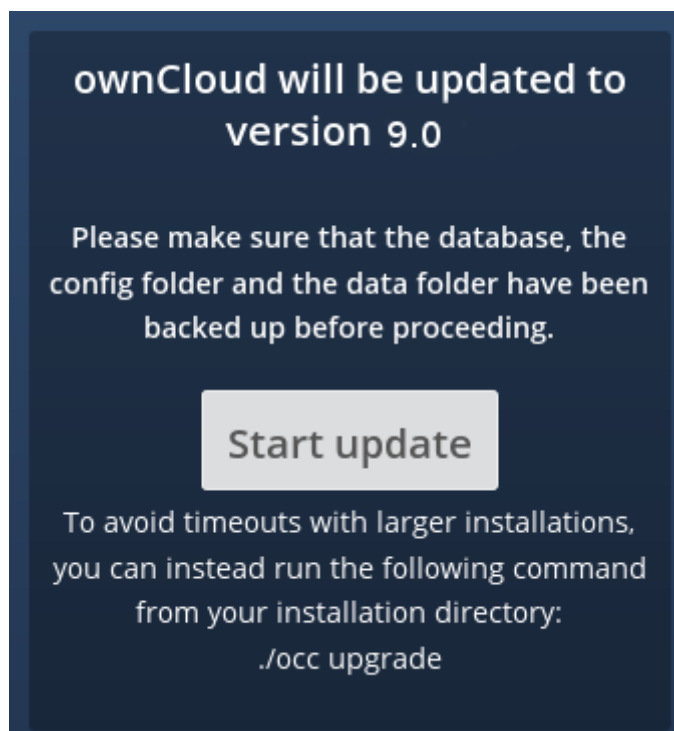 ownCloud will be updated to
version 9.0
Please make sure that the database, the
config folder and the data folder have been
backed up before proceeding.
Start update
To avoid timeouts with larger installations,
you can instead run the following command
from your installation directory:
./occ upgrade